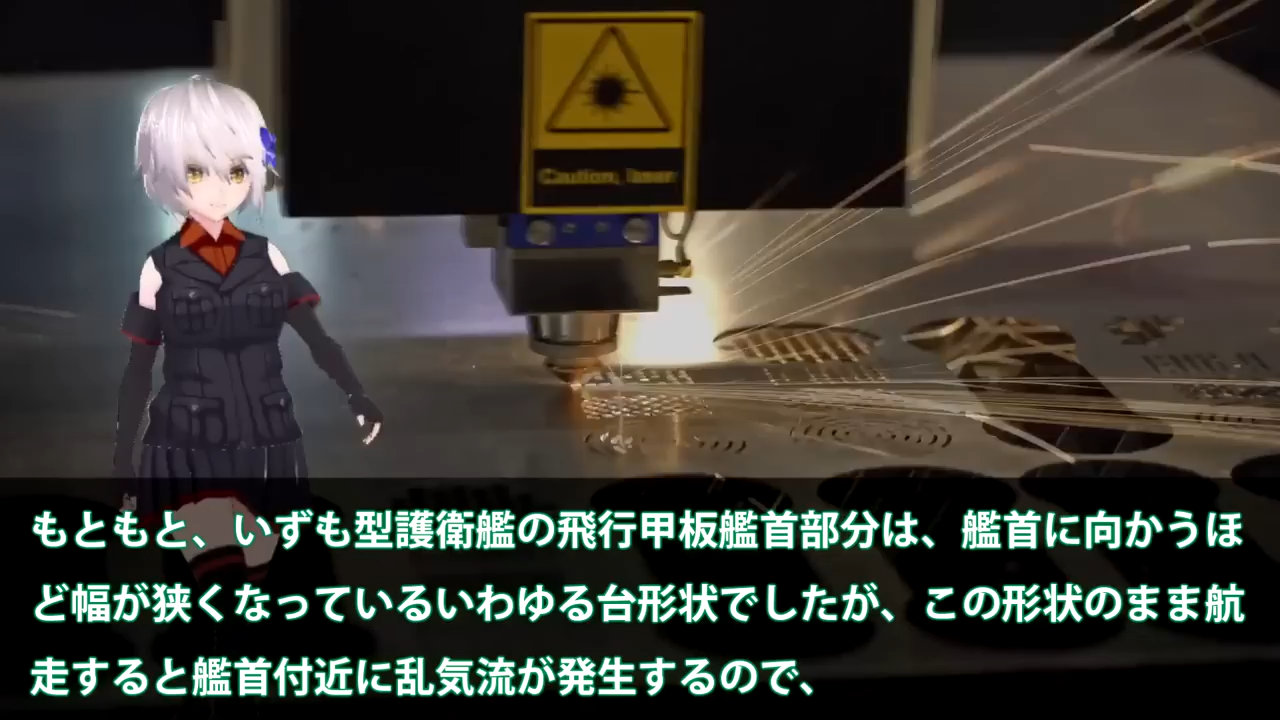 Caution, laser
もともと、いずも型護衛艦の飛行甲板艦首部分は、艦首に向かうほ
ど幅が狭くなっているいわゆる台形状でしたが、この形状のまま航
走すると艦首付近に乱気流が発生するので、